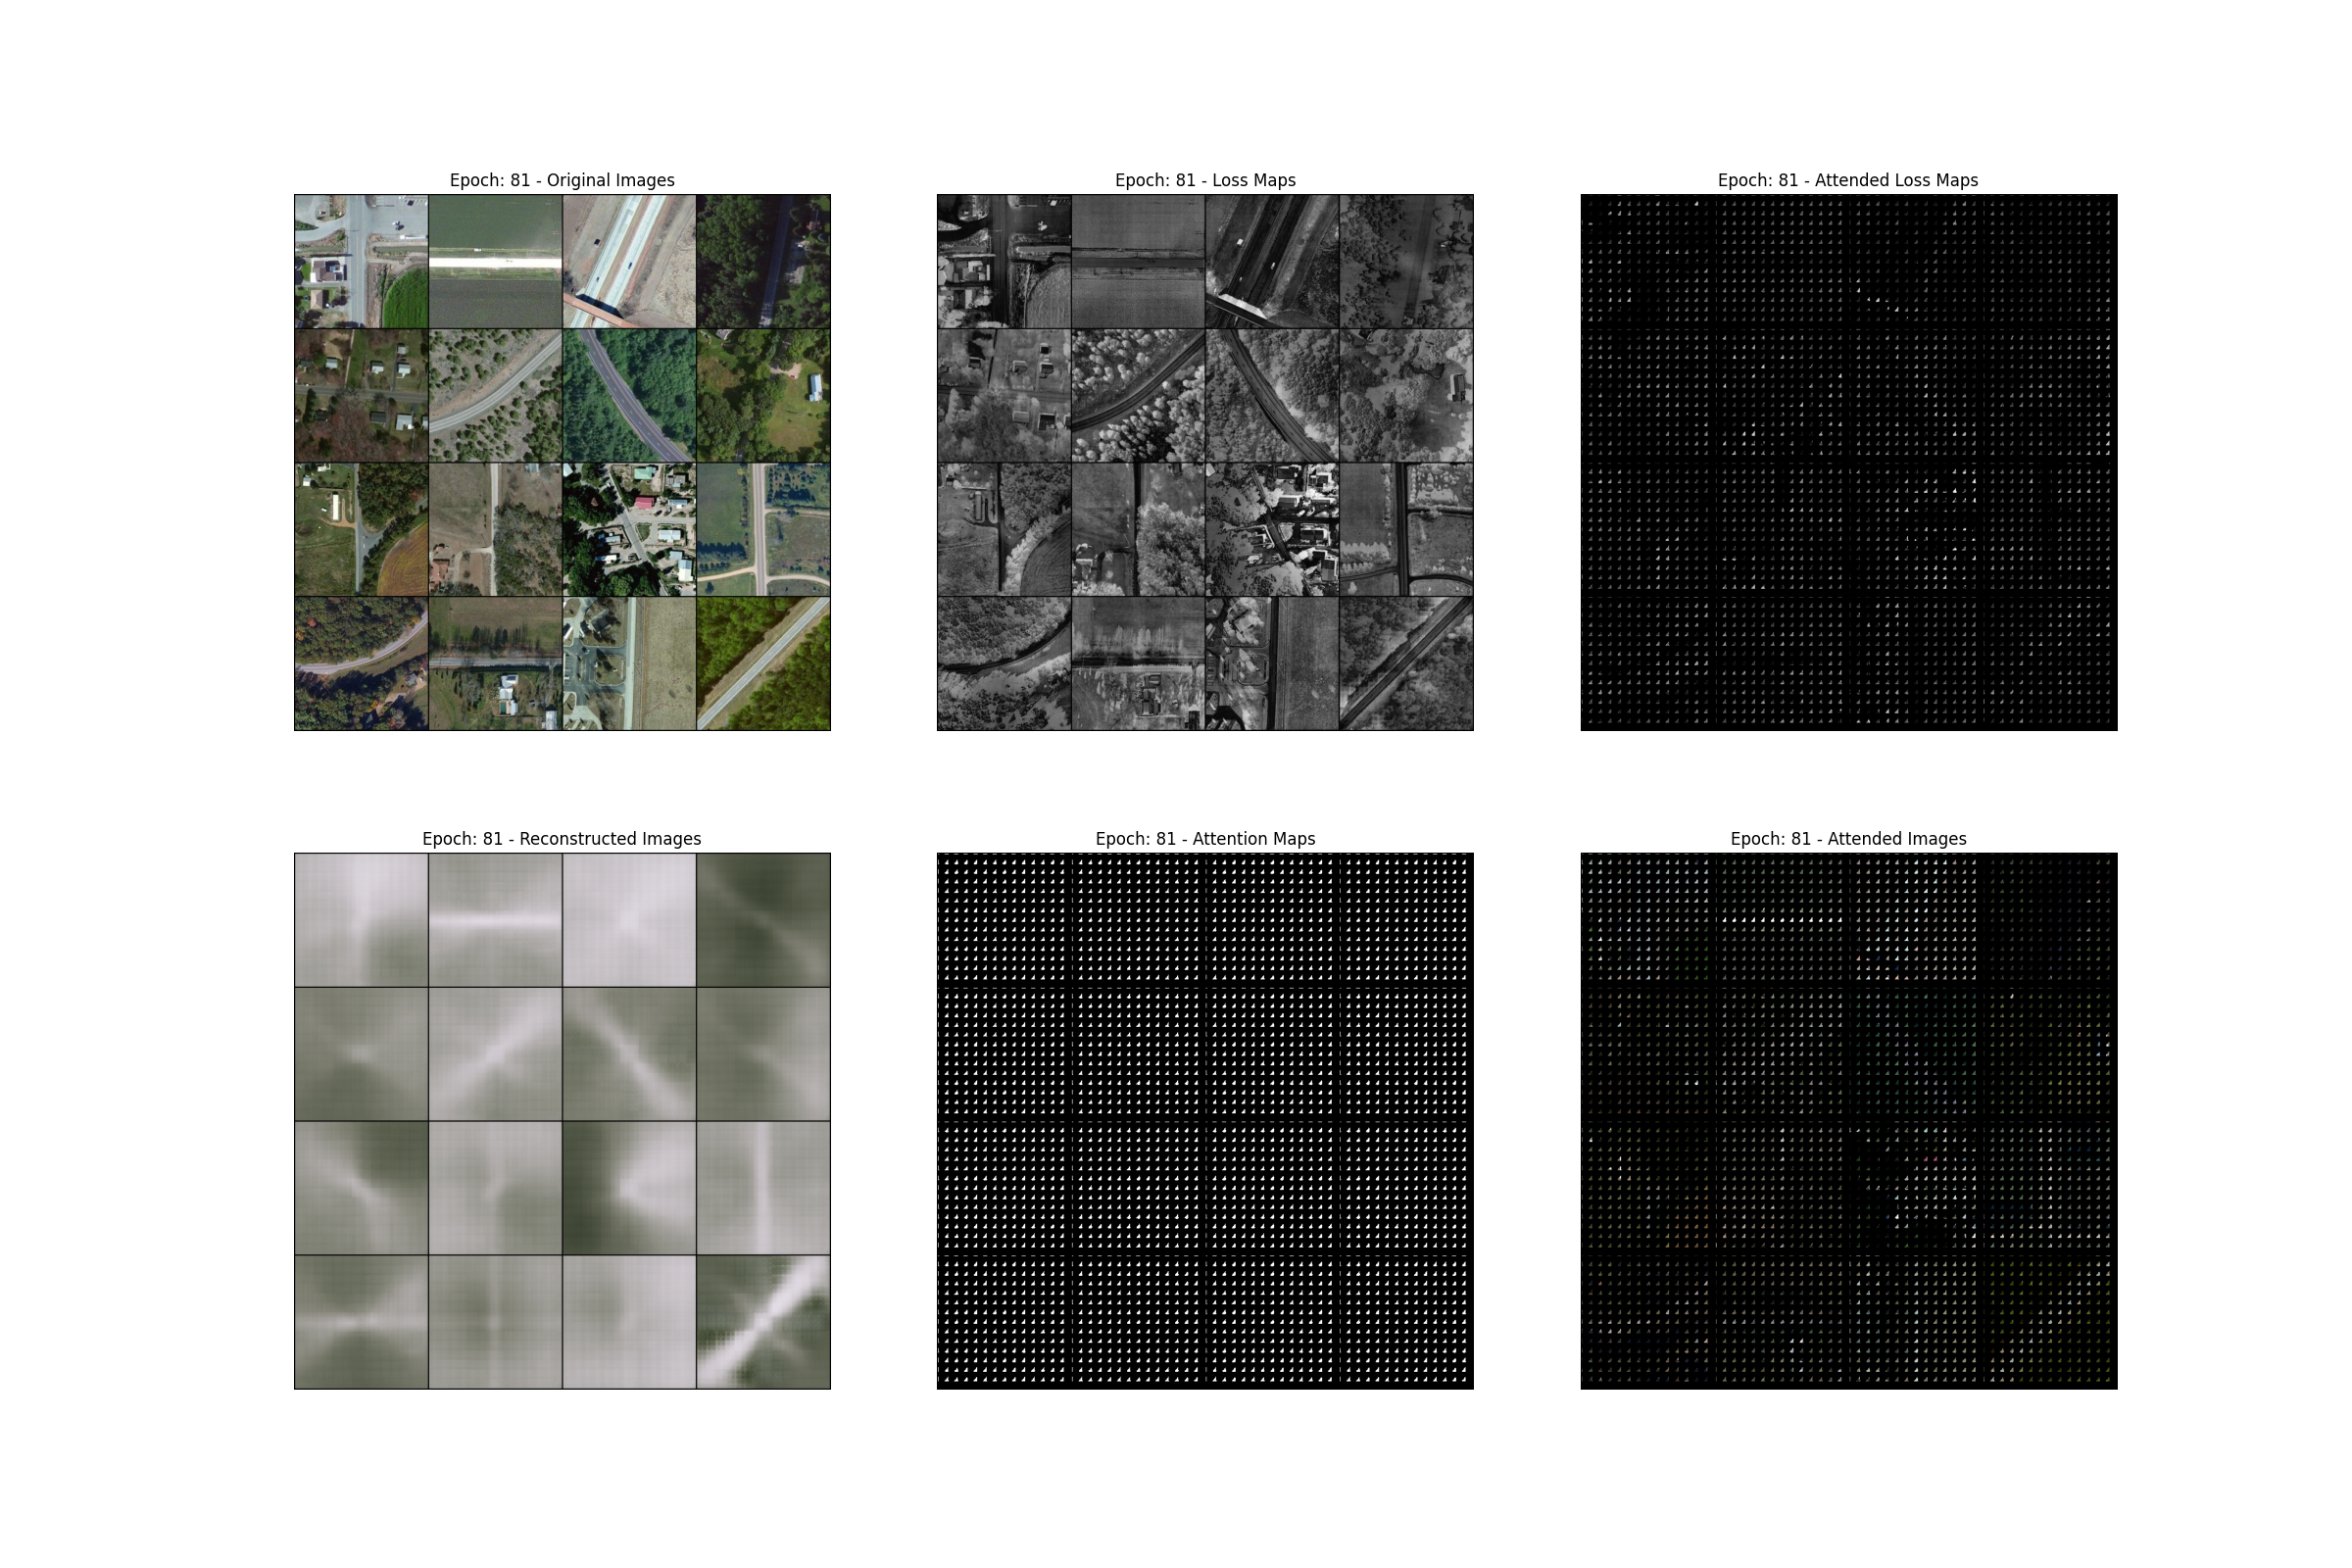 Epoch: 81 - Original Images
Epoch: 81 - Loss Maps
Epoch: 81 - Attended Loss Maps
Epoch: 81 - Reconstructed Images
Epoch: 81 - Attention Maps
Epoch: 81 - Attended Images